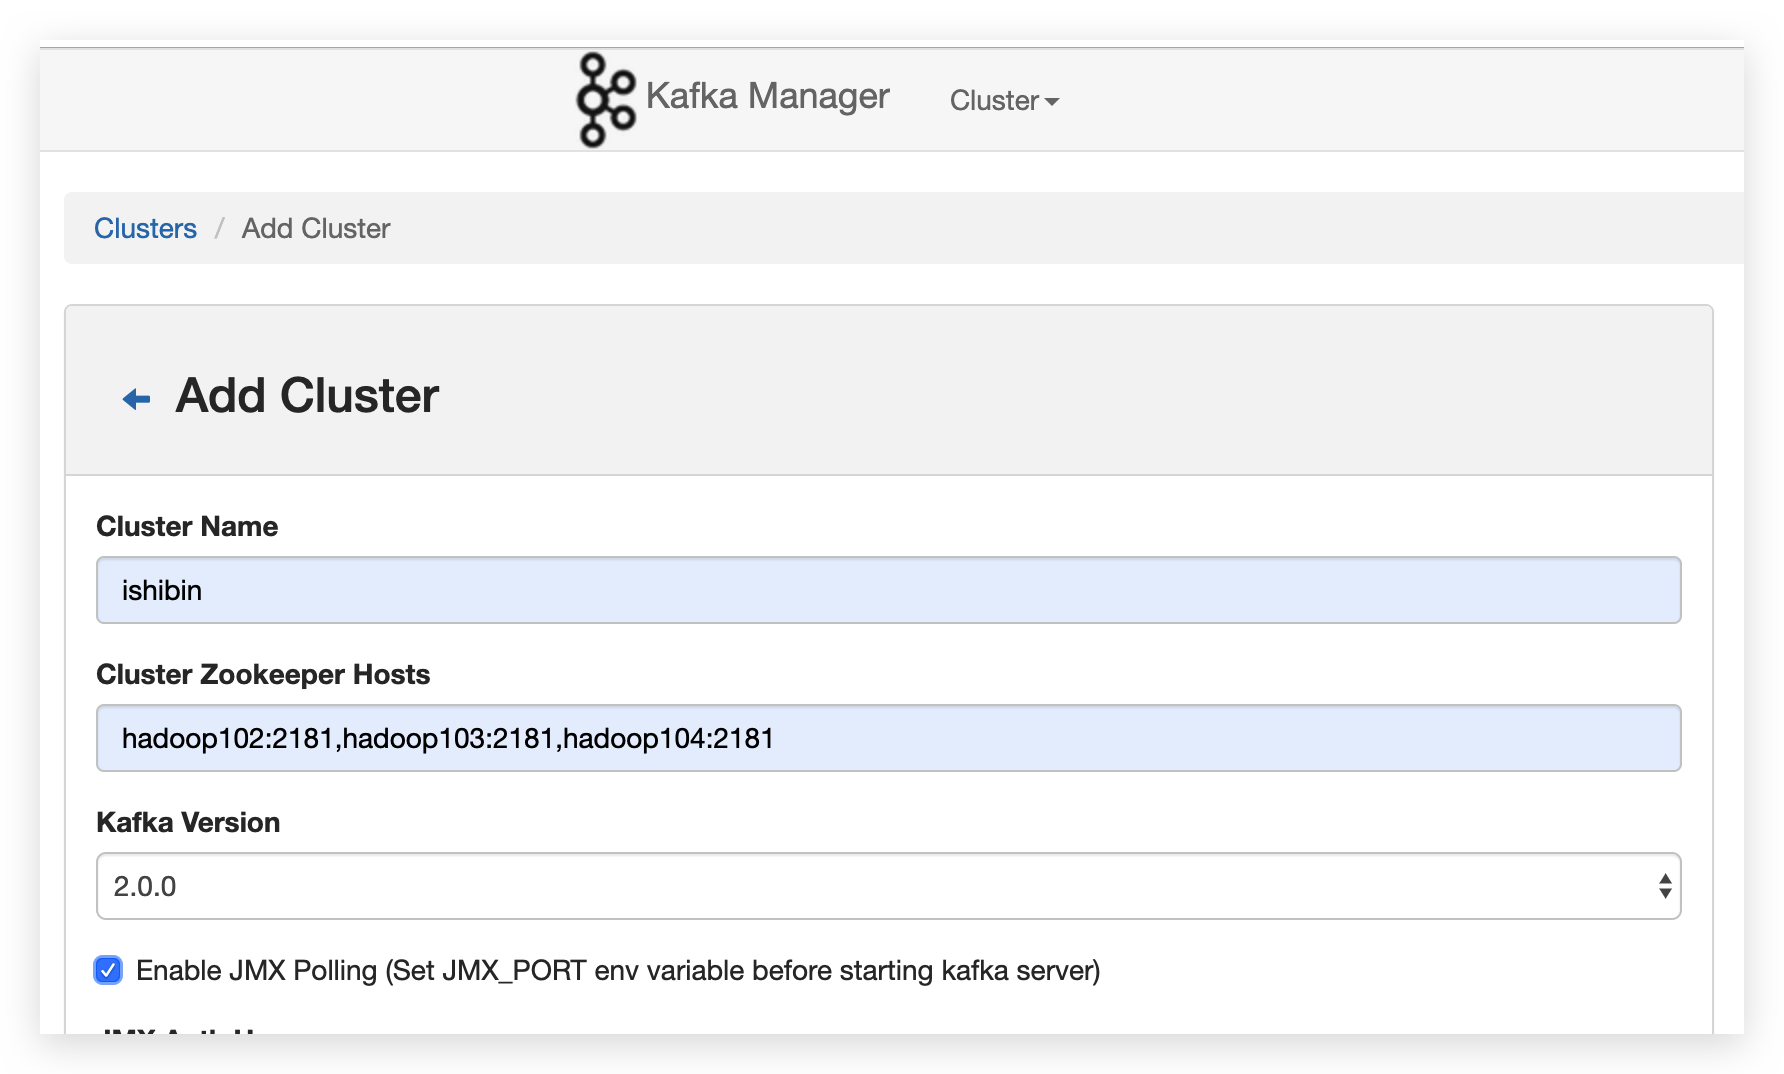 Kafka Manager Cluster
Clusters / Add Cluster
Add Cluster
Cluster Name
ishibin
Cluster Zookeeper Hosts
hadoop102:2181,hadoop103:2181,hadoop104:2181
Kafka Version
2.0.0
Enable JMX Polling (Set JMX_PORT env variable before starting kafka server)